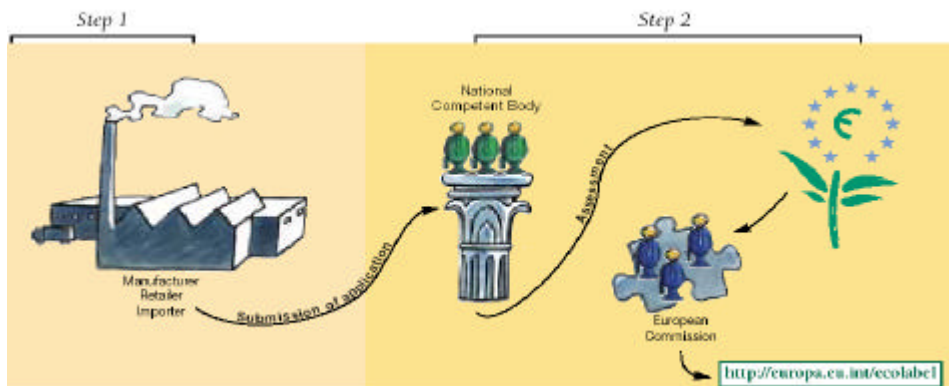 Step 1
Step 2
National
Competent Body
Manufacturer
Retailer
Importer
Submission of application
Assessment
European
Commission
http://europa.eu.int/ecolabel